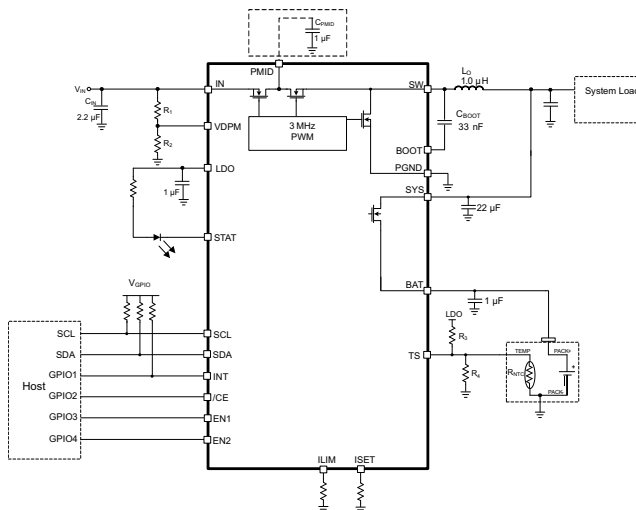 CPMID
1 µF
PMID
VIN
IN
SW
LO
1.0 µH
System Load
CIN
2.2 µF
R1
VDPM
R2
3 MHz
PWM
CBOOT
33 nF
BOOT
LDO
1 µF
PGND
SYS
22 µF
STAT
VGPIO
BAT
1 µF
LDO
R3
Host
SCL
SCL
SDA
SDA
TS
R4
TEMP
PACK+
RNTC
+
PACK-
GPIO1
INT
GPIO2
/CE
GPIO3
EN1
GPIO4
EN2
ILIM
ISET